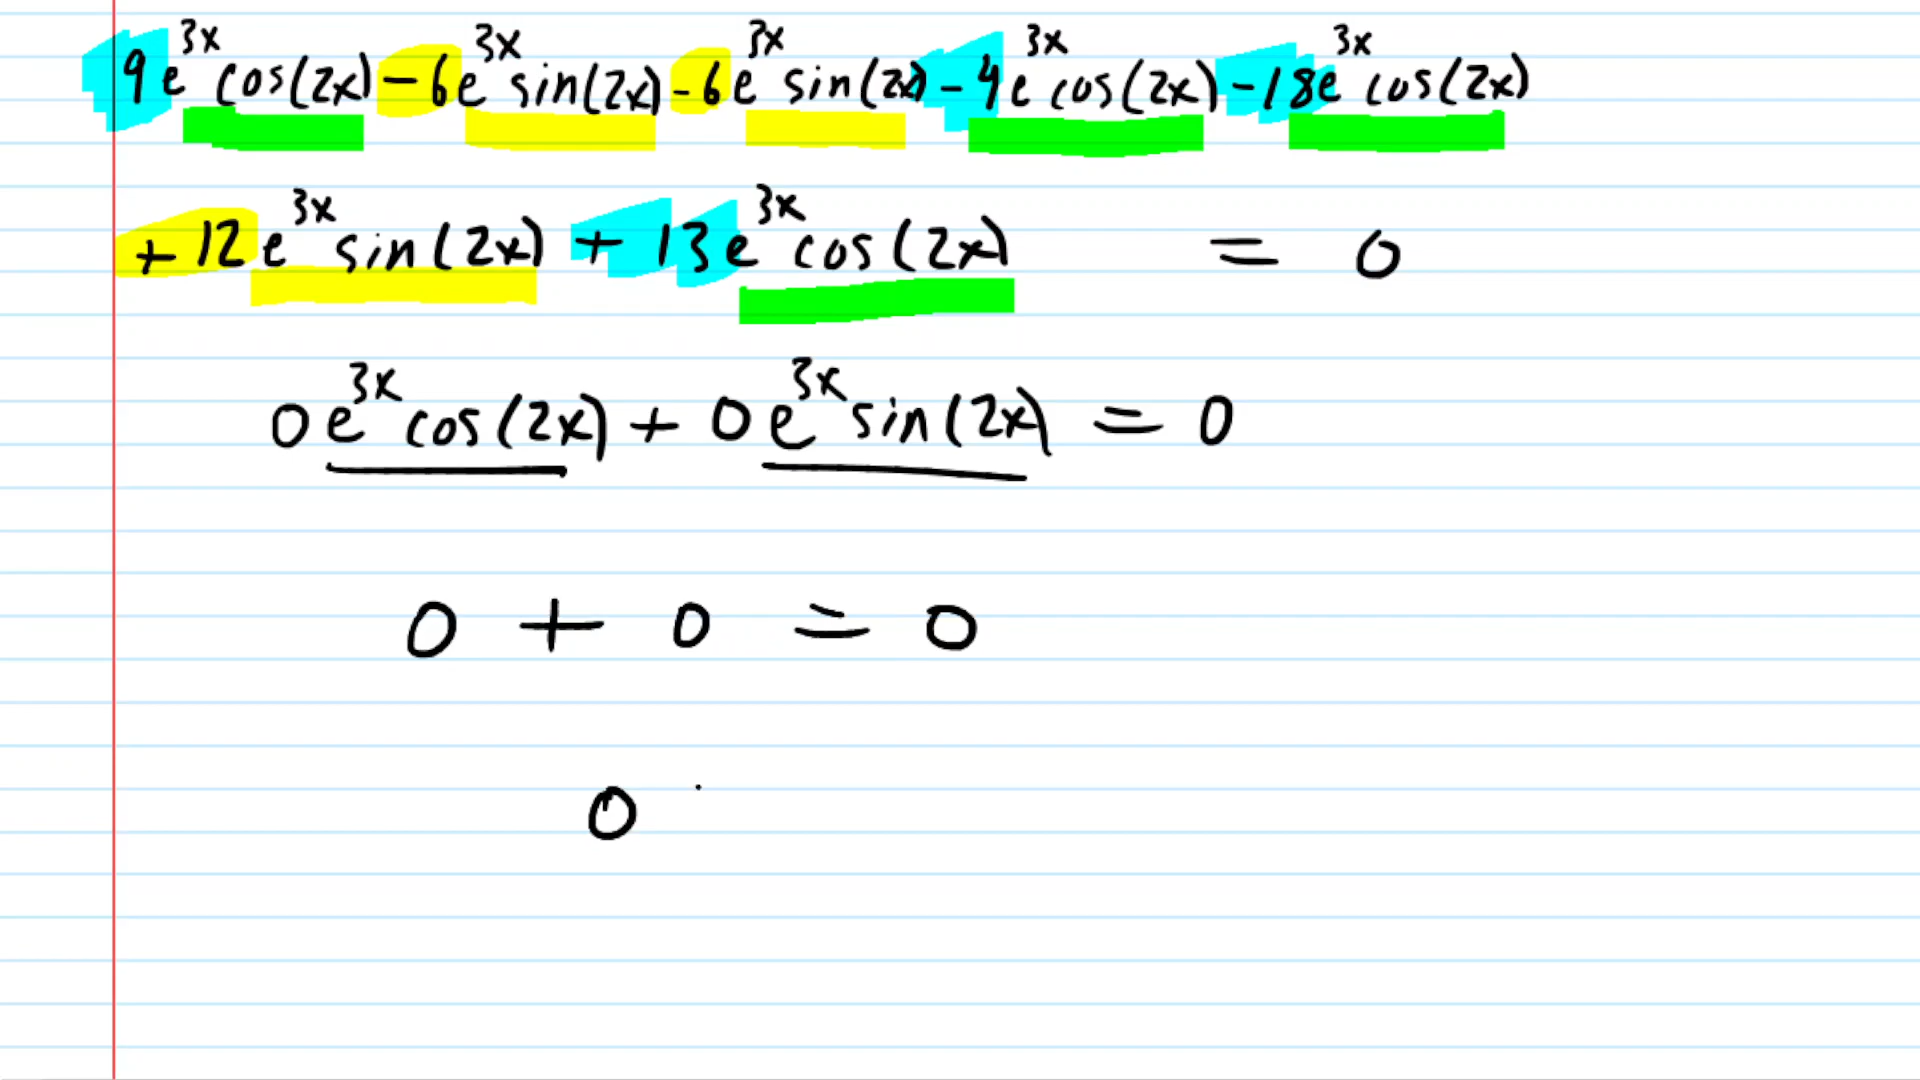 9e^{3x} cos(2x) - 6e^{3x} sin(2x) - 6e^{3x} sin(2x) - 4e^{3x} cos(2x) - 18e^{3x} cos(2x)
+ 12e^{3x} sin(2x) + 13e^{3x} cos(2x) = 0
0e^{3x} cos(2x) + 0e^{3x} sin(2x) = 0
0 + 0 = 0
0